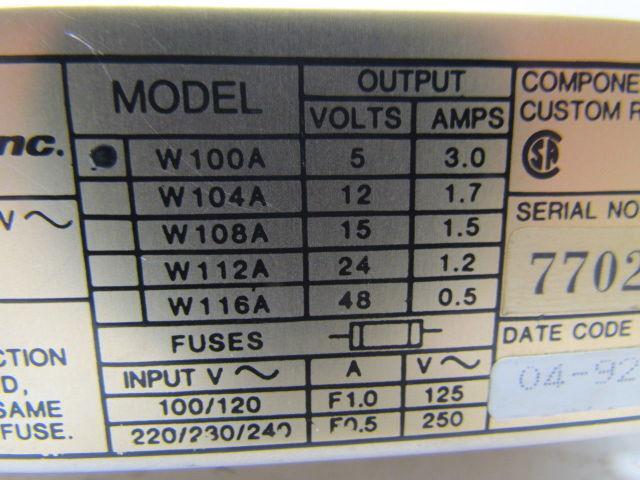 MODEL OUTPUT
VOLTS AMPS
W100A 5 3.0
W104A 12 1.7
W108A 15 1.5
W112A 24 1.2
W116A 48 0.5
FUSES
INPUT V ~ A V ~
100/120 F1.0 125
220/230/240 F0.5 250
nc.
V ~
CTION
D,
SAME
FUSE.
COMPONE
CUSTOM R
SERIAL NO
7702
DATE CODE
04-92